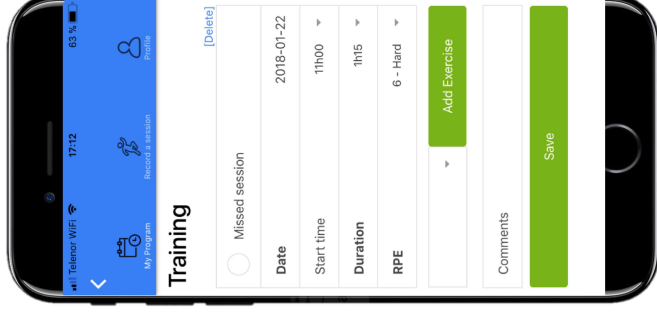 Telenor WiFi 17:12 63 %
My Program Record a session Profile
Training
[Delete]
Missed session
Date 2018-01-22
Start time 11h00
Duration 1h15
RPE 6 - Hard
Add Exercise
Comments
Save